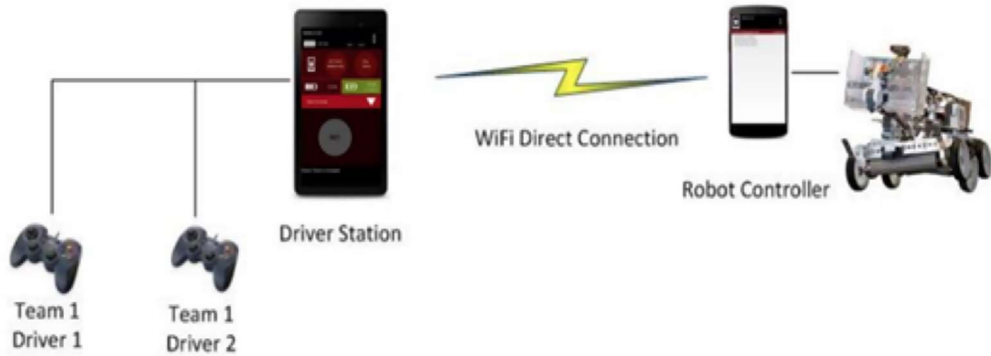 WiFi Direct Connection
Robot Controller
Driver Station
Team 1
Driver 1
Team 1
Driver 2